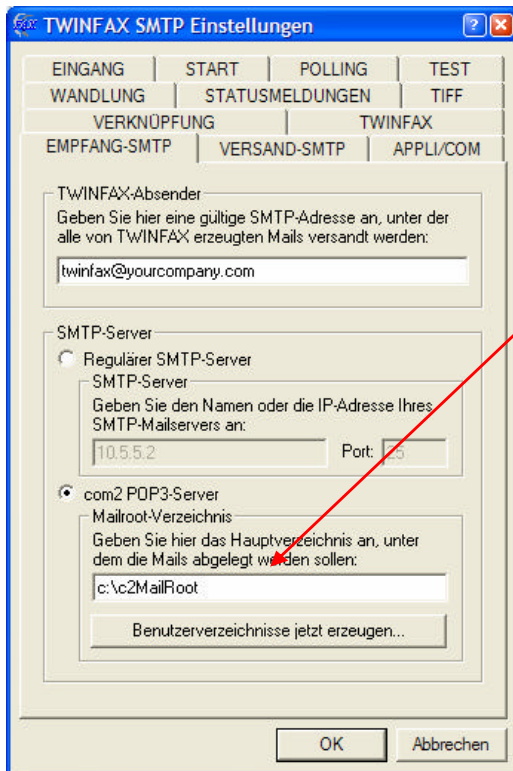 TWINFAX SMTP Einstellungen
EINGANG START POLLING TEST
WANDLUNG STATUSMELDUNGEN TIFF
VERKNÜPFUNG TWINFAX
EMPFANG-SMTP VERSAND-SMTP APPLI/COM
TWINFAX-Absender
Geben Sie hier eine gültige SMTP-Adresse an, unter der
alle von TWINFAX erzeugten Mails versandt werden:
twinfax@yourcompany.com
SMTP-Server
Regulärer SMTP-Server
SMTP-Server
Geben Sie den Namen oder die IP-Adresse Ihres
SMTP-Mailservers an:
10.5.5.2 Port: 25
com2 POP3-Server
Mailroot-Verzeichnis
Geben Sie hier das Hauptverzeichnis an, unter
dem die Mails abgelegt werden sollen:
c:\c2MailRoot
Benutzerverzeichnisse jetzt erzeugen...
OK Abbrechen